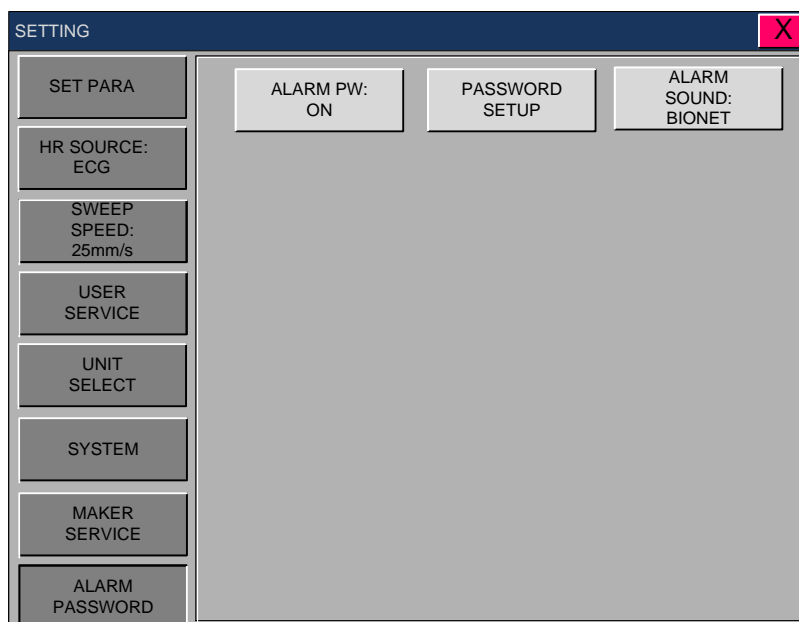 SETTING
X
SET PARA
HR SOURCE:
ECG
SWEEP
SPEED:
25mm/s
USER
SERVICE
UNIT
SELECT
SYSTEM
MAKER
SERVICE
ALARM
PASSWORD
ALARM PW:
ON
PASSWORD
SETUP
ALARM
SOUND:
BIONET